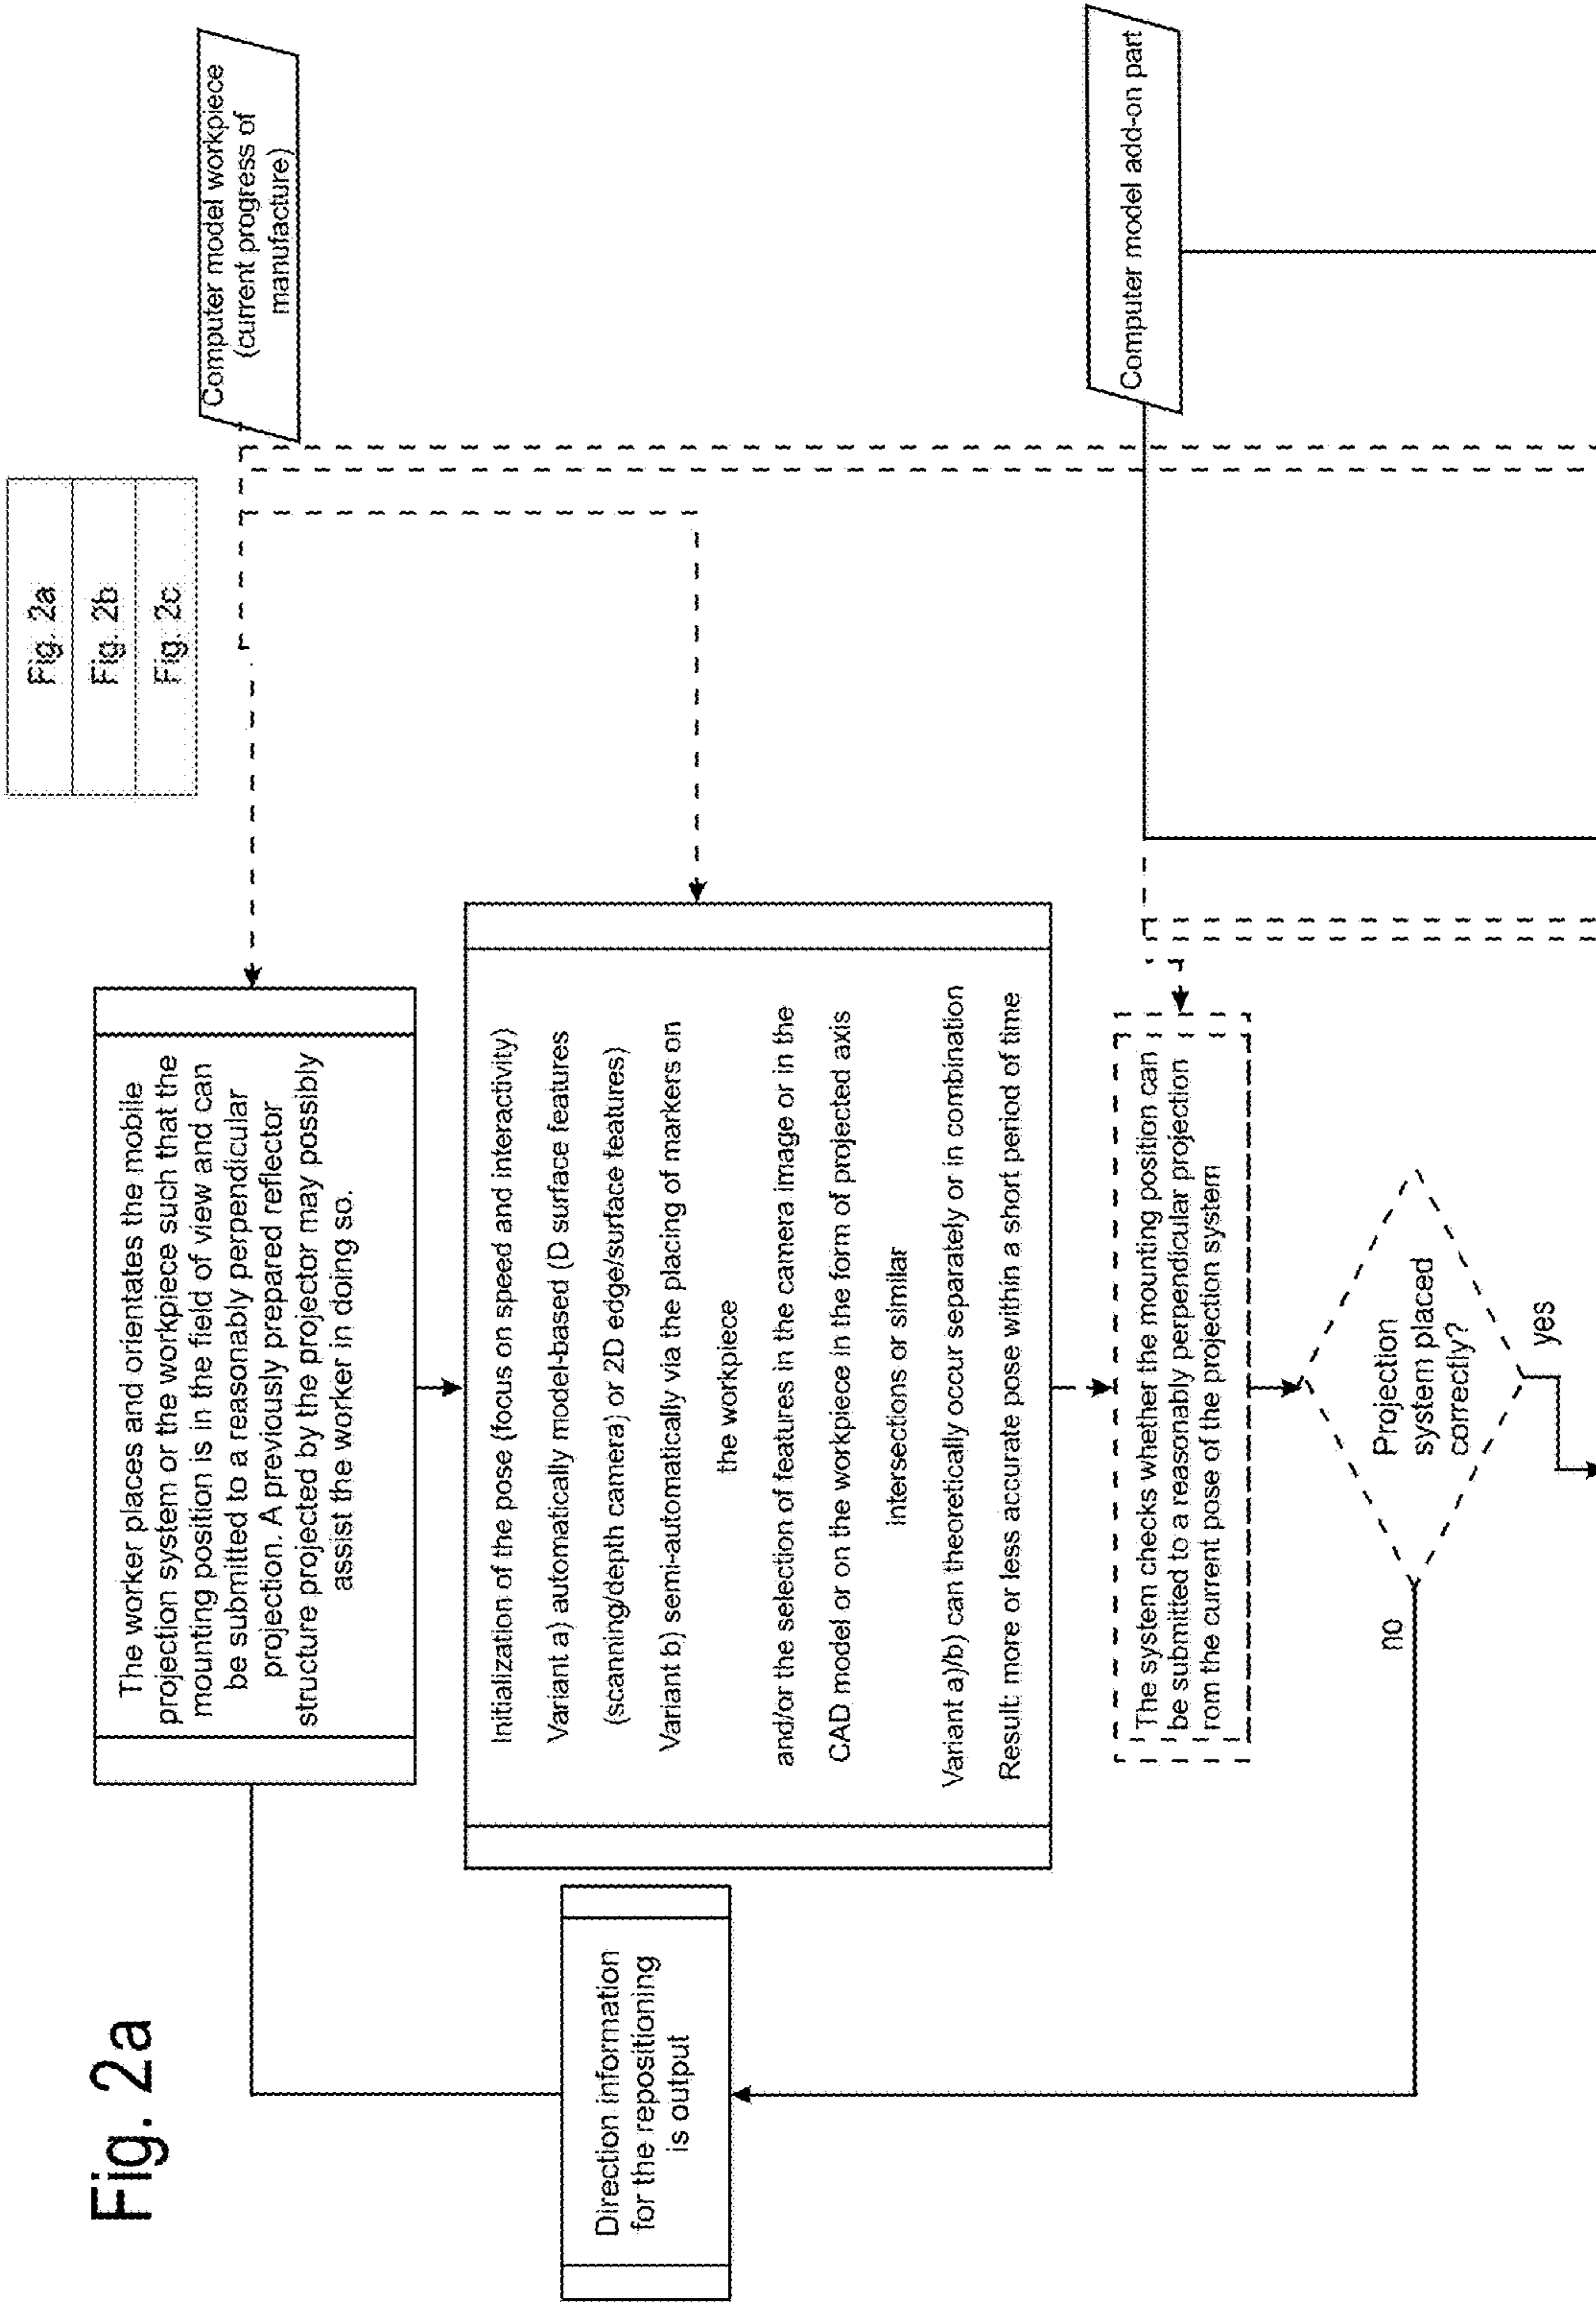 Fig. 2a
Fig. 2a
Fig. 2b
Fig. 2c
The worker places and orientates the mobile
projection system or the workpiece such that the
mounting position is in the field of view and can
be submitted to a reasonably perpendicular
projection. A previously prepared reflector
structure projected by the projector may possibly
assist the worker in doing so.
Computer model workpiece
(current progress of
manufacture)
Initialization of the pose (focus on speed and interactivity)
Variant a) automatically model-based (D surface features
(scanning/depth camera) or 2D edge/surface features)
Variant b) semi-automatically via the placing of markers on
the workpiece
and/or the selection of features in the camera image or in the
CAD model or on the workpiece in the form of projected axis
intersections or similar
Variant a)/b) can theoretically occur separately or in combination
Result: more or less accurate pose within a short period of time
Direction information
for the repositioning
is output
Computer model add-on part
The system checks whether the mounting position can
be submitted to a reasonably perpendicular projection
rom the current pose of the projection system
Projection
system placed
correctly?
no
yes